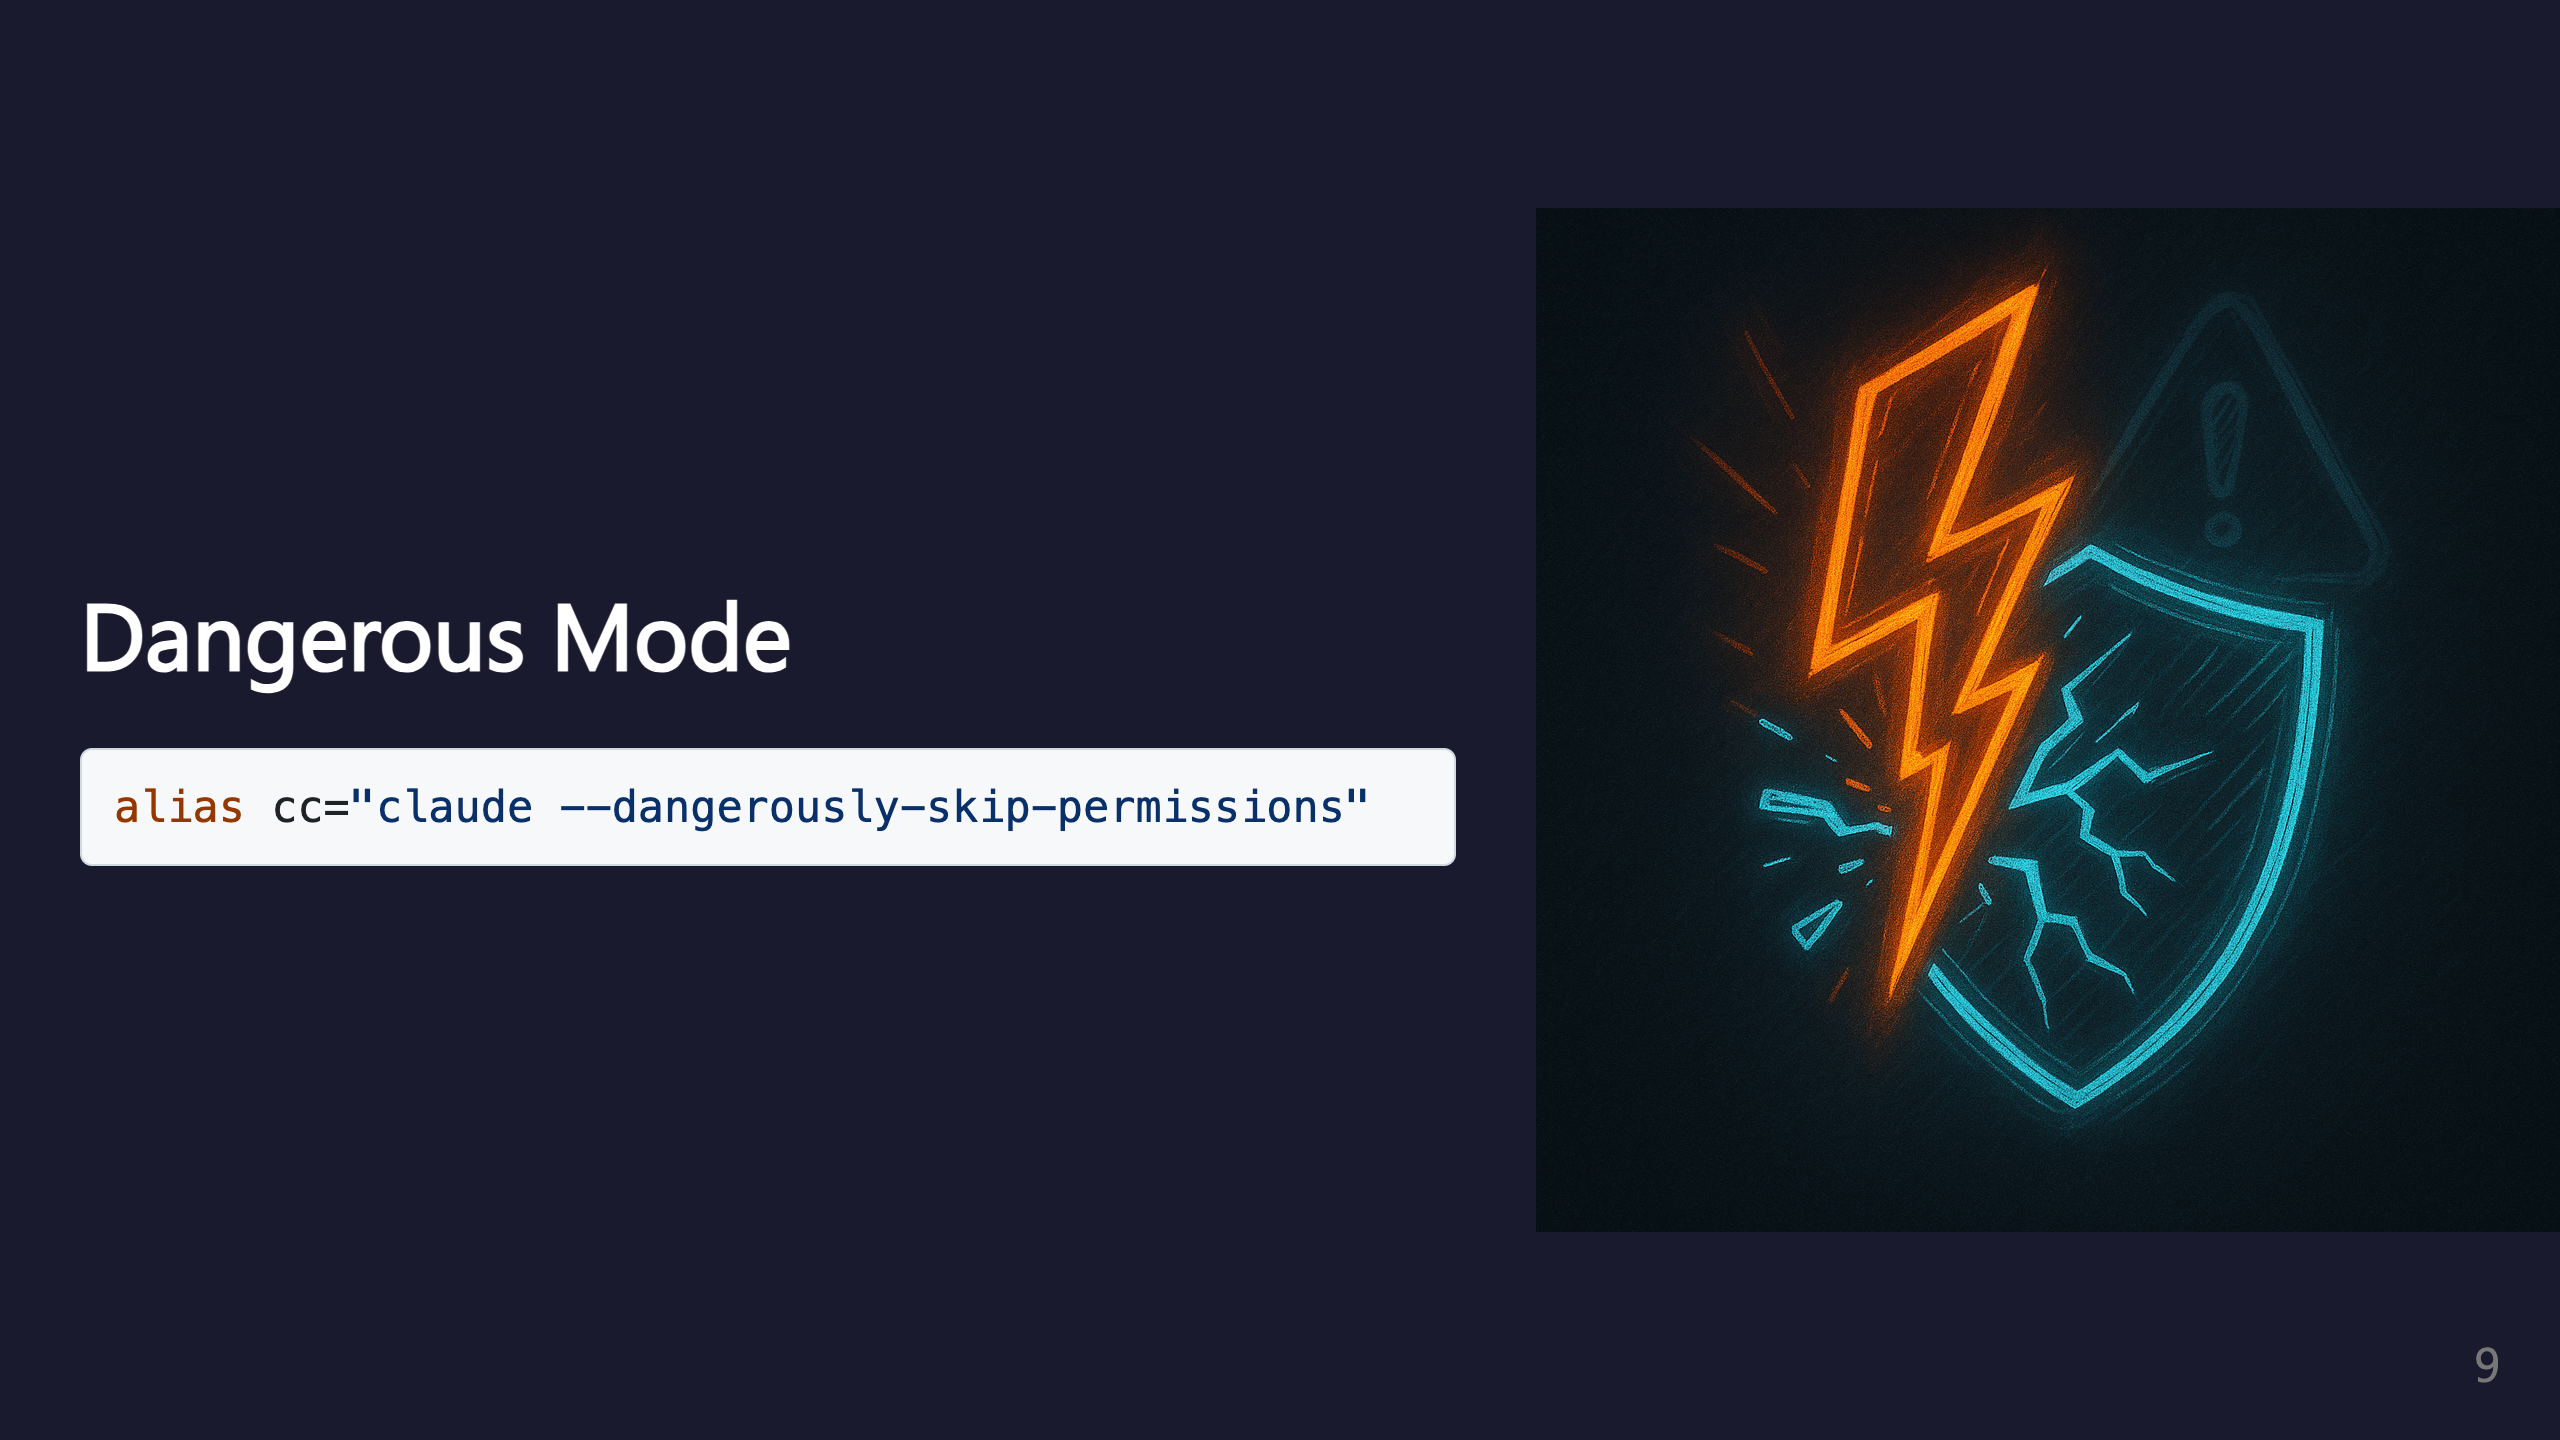 Dangerous Mode
alias cc="claude --dangerously-skip-permissions"
!
9